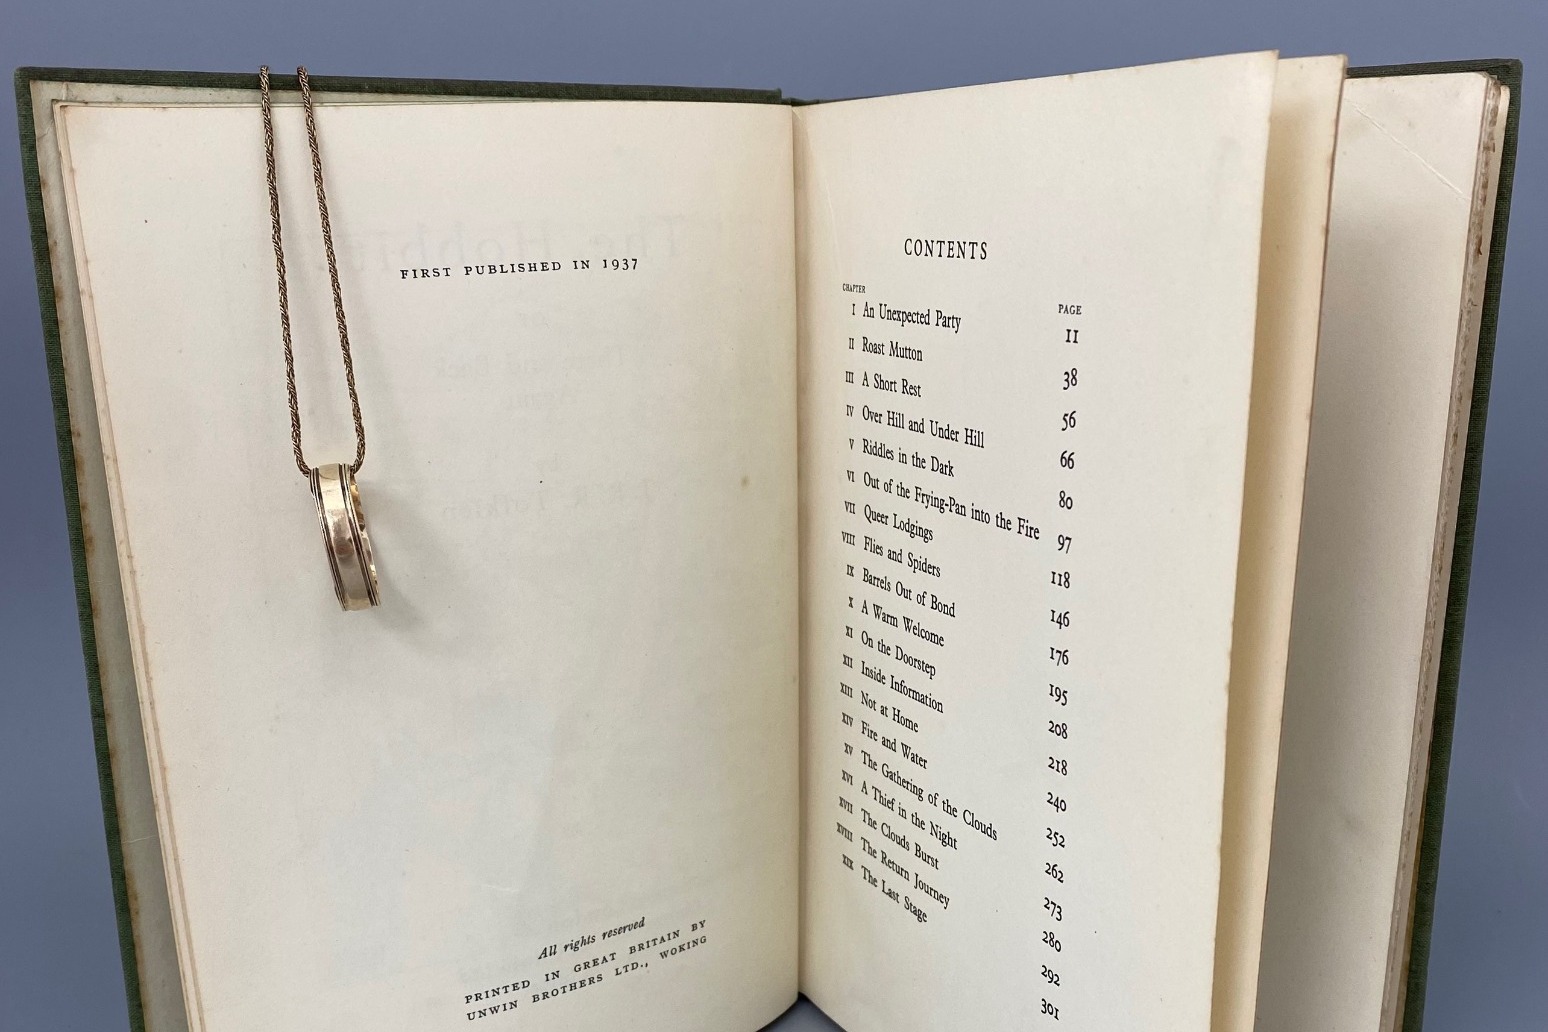 FIRST PUBLISHED IN 1937
All rights reserved
PRINTED IN GREAT BRITAIN BY
UNWIN BROTHERS LTD., WOKING
CONTENTS
CHAPTER PAGE
I An Unexpected Party 11
II Roast Mutton 38
III A Short Rest 56
IV Over Hill and Under Hill 66
V Riddles in the Dark 80
VI Out of the Frying-Pan into the Fire 97
VII Queer Lodgings 118
VIII Flies and Spiders 146
IX Barrels Out of Bond 176
X A Warm Welcome 195
XI On the Doorstep 208
XII Inside Information 218
XIII Not at Home 240
XIV Fire and Water 252
XV The Gathering of the Clouds 262
XVI A Thief in the Night 273
XVII The Clouds Burst 280
XVIII The Return Journey 292
XIX The Last Stage 301